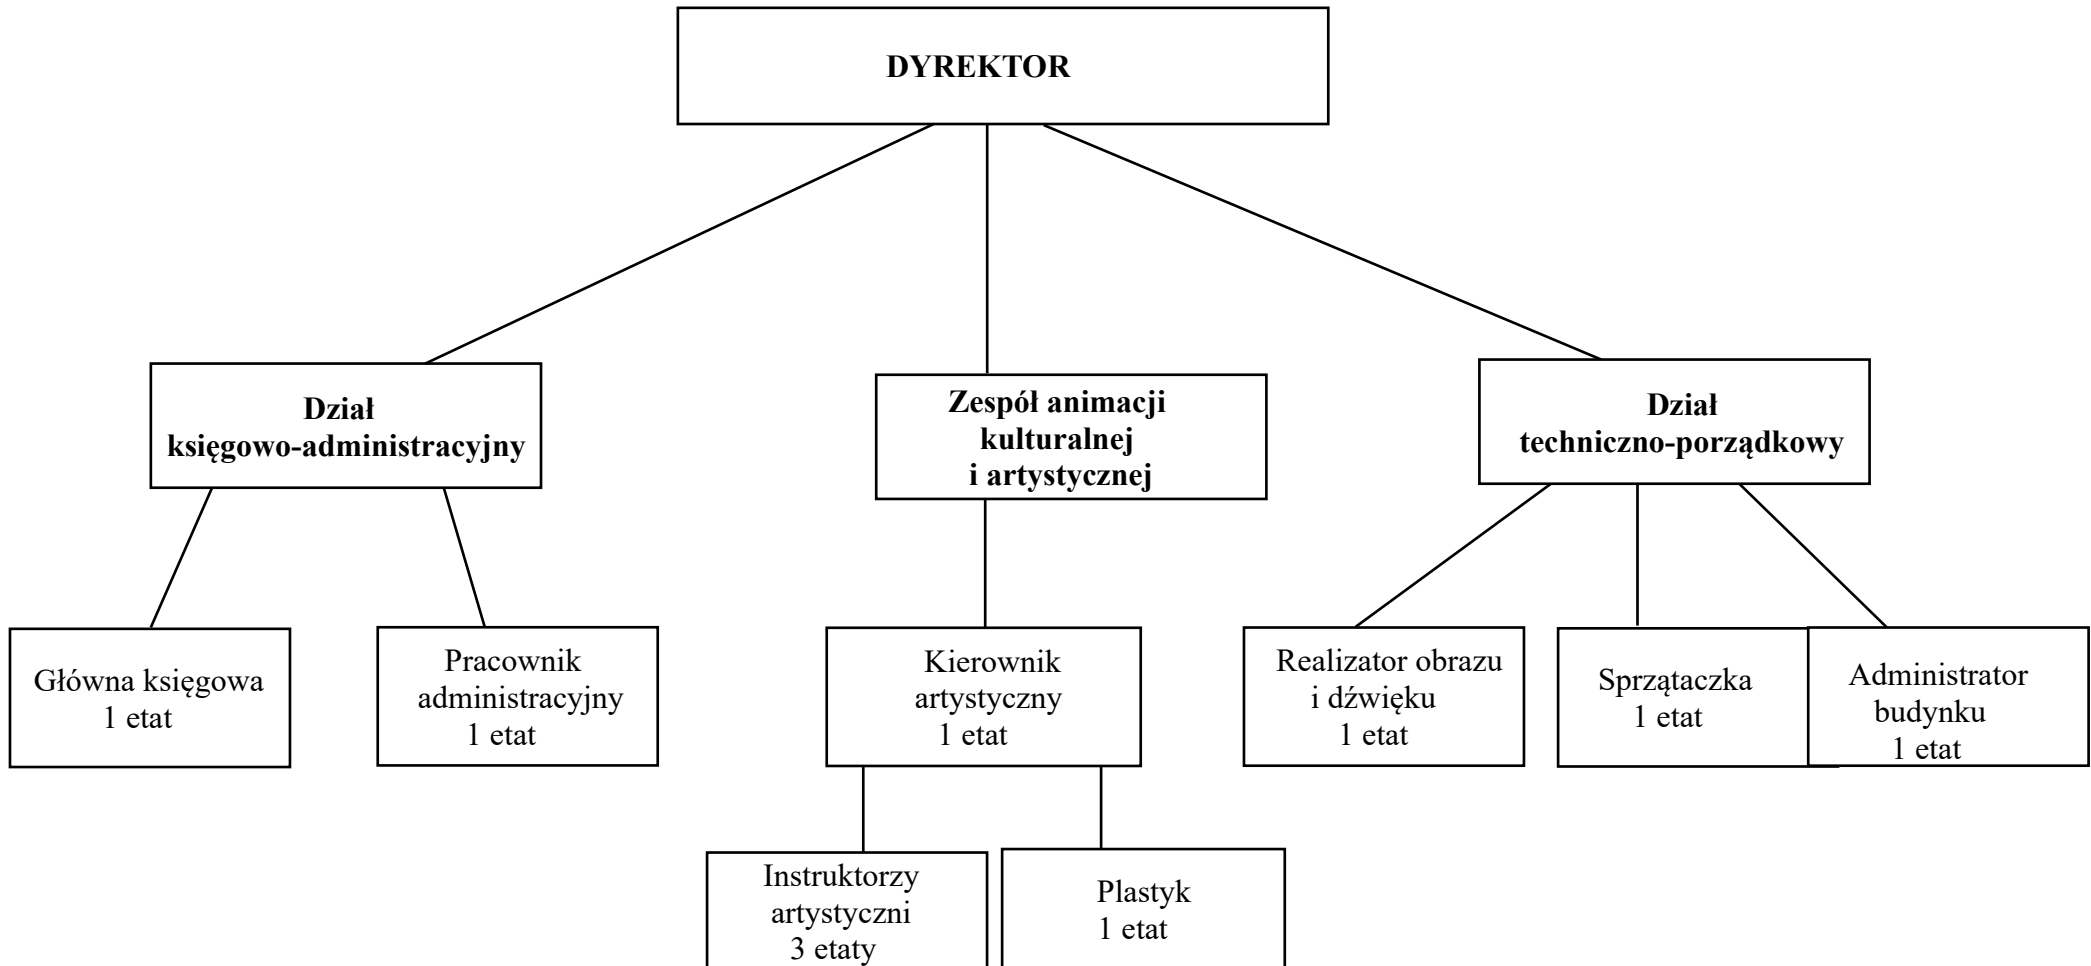 DYREKTOR
Dział
księgowo-administracyjny
Zespół animacji
kulturalnej
i artystycznej
Dział
techniczno-porządkowy
Główna księgowa
1 etat
Pracownik
administracyjny
1 etat
Kierownik
artystyczny
1 etat
Realizator obrazu
i dźwięku
1 etat
Sprzątaczka
1 etat
Administrator
budynku
1 etat
Instruktorzy
artystyczni
3 etaty
Plastyk
1 etat